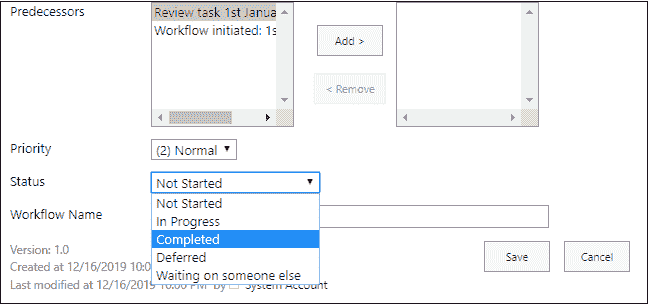 Predecessors
Review task 1st Janua
Workflow initiated: 1s
Add >
< Remove
Priority
(2) Normal
Status
Not Started
Not Started
In Progress
Completed
Deferred
Waiting on someone else
Workflow Name
Version: 1.0
Created at 12/16/2019 10:0
Last modified at 12/16/2019 by System Account
Save
Cancel